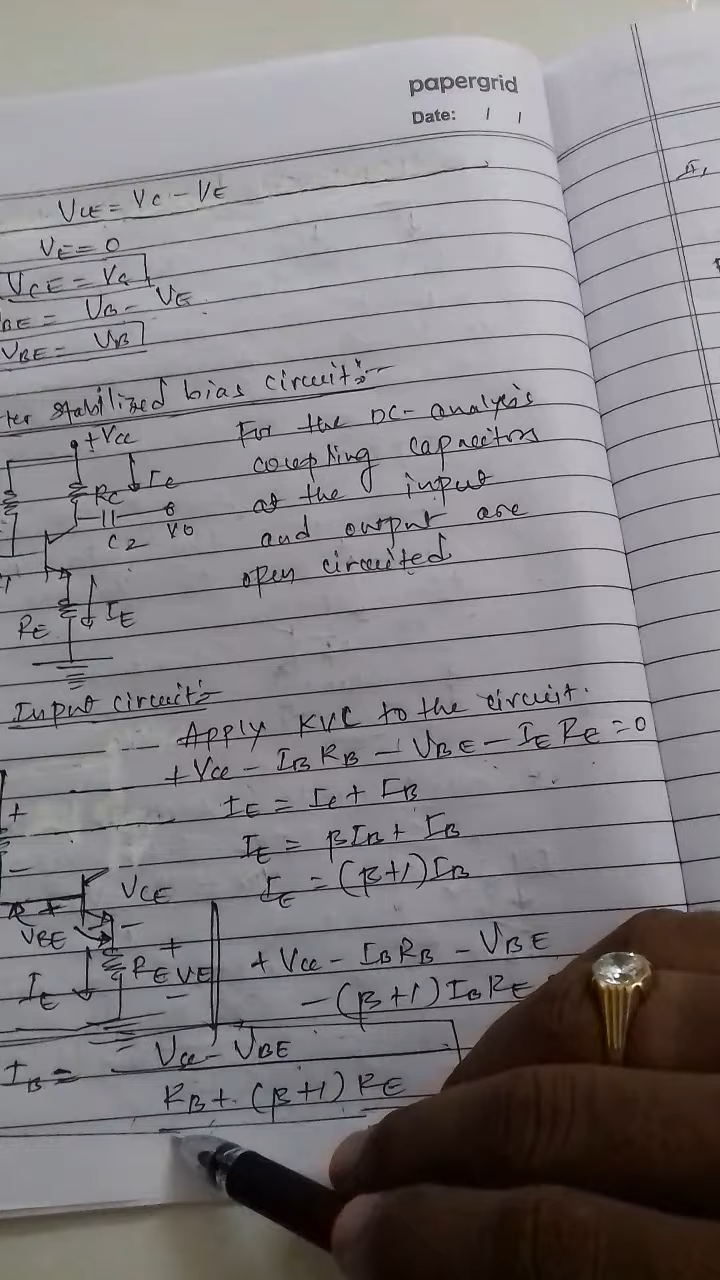 papergrid
Date: / /
VCE = VC - VE
VE = 0
VCE = VC
BE = VB - VE
VBE = VB
ter stabilized bias circuit:-
+Vcc
RC
IC
C2
V0
RE
IE
For the DC- analysis
coupling capacitors
at the input
and output are
open circuited
Input circuit:-
Apply KVL to the circuit.
+Vcc - IBRB - VBE - IERE = 0
IE = IC + IB
IE = βIB + IB
IE = (β+1)IB
+
-
VCE
+
-
VBE
IE
RE
+
VE
-
+ Vcc - IBRB - VBE
- (β+1)IBRE
IB = Vcc - VBE
RB + (β+1) RE